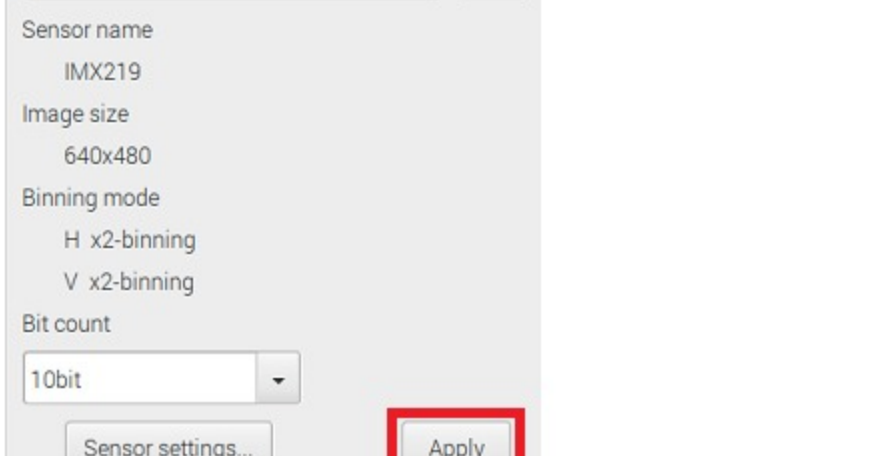 Sensor name
IMX219
Image size
640x480
Binning mode
H x2-binning
V x2-binning
Bit count
10bit
Sensor settings... Apply